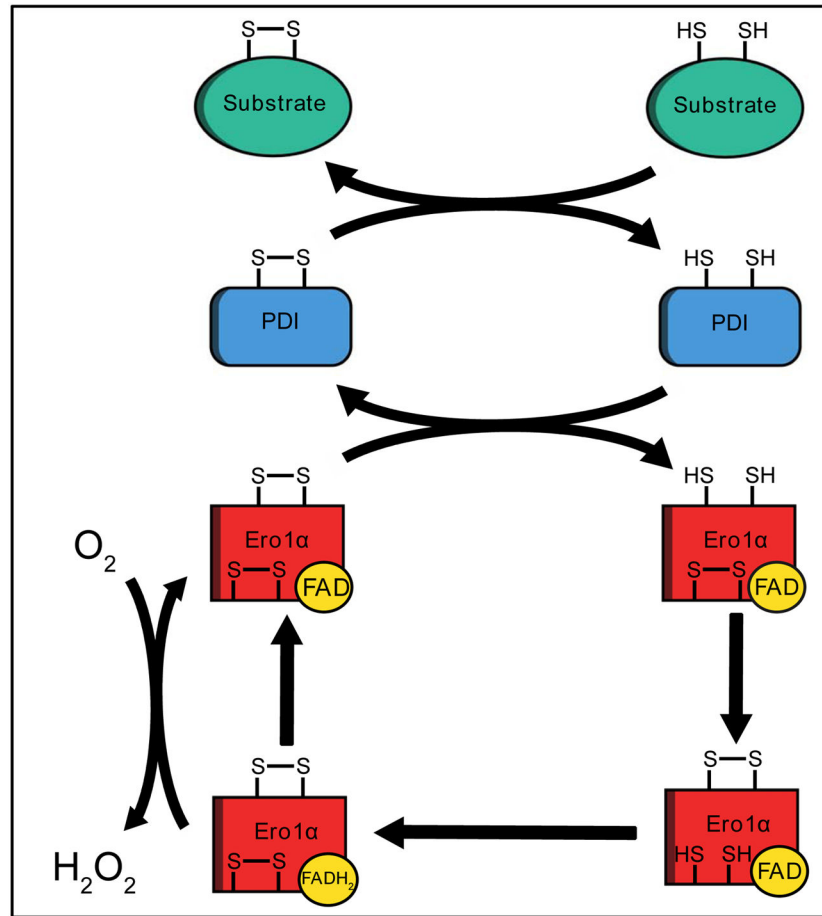 S S HS SH
Substrate Substrate
S S HS SH
PDI PDI
S S HS SH
Ero1α Ero1α
O2 S S FAD S S FAD
S S S S
Ero1α Ero1α
S S FADH2 HS SH FAD
H2O2